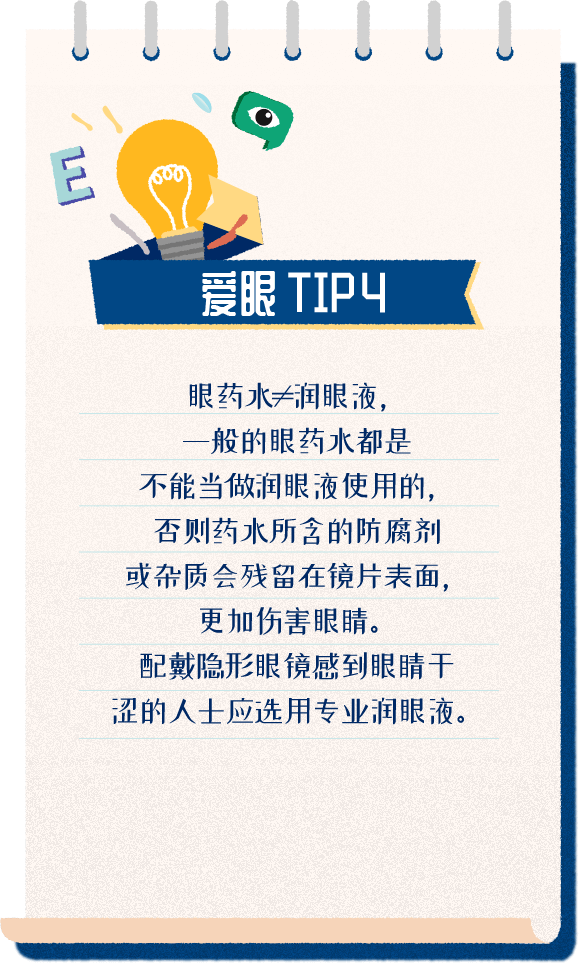 E
爱眼 TIP4
眼药水≠润眼液，
一般的眼药水都是
不能当做润眼液使用的，
否则药水所含的防腐剂
或杂质会残留在镜片表面，
更加伤害眼睛。
配戴隐形眼镜感到眼睛干
涩的人士应选用专业润眼液。